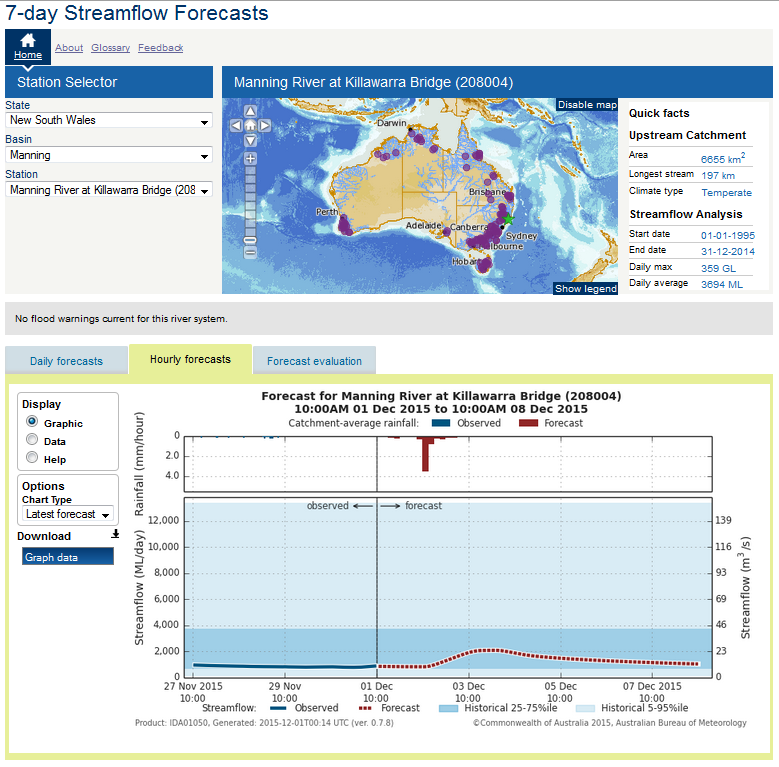 7-day Streamflow Forecasts
Home About Glossary Feedback
Station Selector
State
New South Wales
Basin
Manning
Station
Manning River at Killawarra Bridge (208
Manning River at Killawarra Bridge (208004)
Disable map
Darwin
Brisbane
Perth
Adelaide
Canberra
Sydney
lbourne
Hobart
Show legend
Quick facts
Upstream Catchment
Area 6655 km2
Longest stream 197 km
Climate type Temperate
Streamflow Analysis
Start date 01-01-1995
End date 31-12-2014
Daily max 359 GL
Daily average 3694 ML
No flood warnings current for this river system.
Daily forecasts Hourly forecasts Forecast evaluation
Display
Graphic
Data
Help
Options
Chart Type
Latest forecast
Download
Graph data
Forecast for Manning River at Killawarra Bridge (208004)
10:00AM 01 Dec 2015 to 10:00AM 08 Dec 2015
Catchment-average rainfall: Observed Forecast
Rainfall (mm/hour)
0
2.0
4.0
observed forecast
Streamflow (ML/day)
12,000
10,000
8,000
6,000
4,000
2,000
0
139
116
93
69
46
23
0
Streamflow (m3/s)
27 Nov 2015 29 Nov 01 Dec 03 Dec 05 Dec 07 Dec 2015
10:00 10:00 10:00 10:00 10:00 10:00
Streamflow: Observed Forecast Historical 25-75%ile Historical 5-95%ile
Product: IDA01050, Generated: 2015-12-01T00:14 UTC (ver. 0.7.8) ©Commonwealth of Australia 2015, Australian Bureau of Meteorology